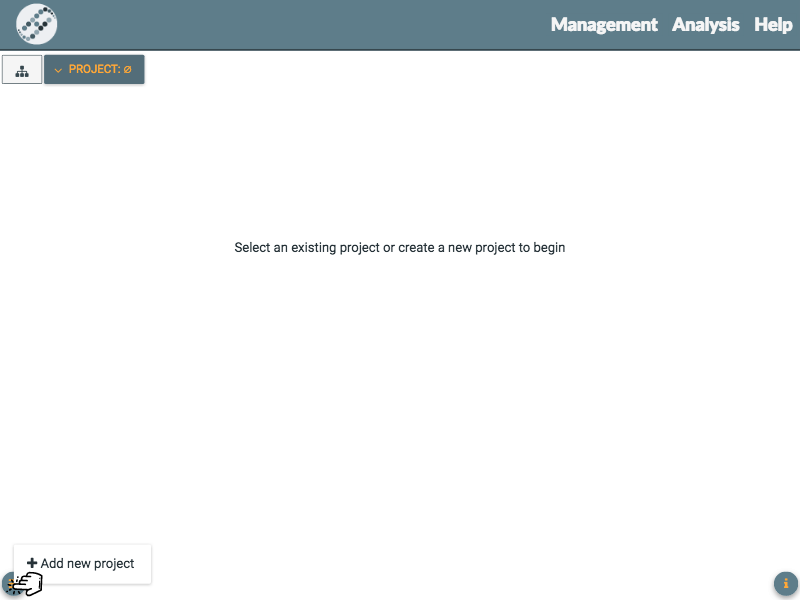 Management Analysis Help
PROJECT: Ø
Select an existing project or create a new project to begin
+ Add new project
i